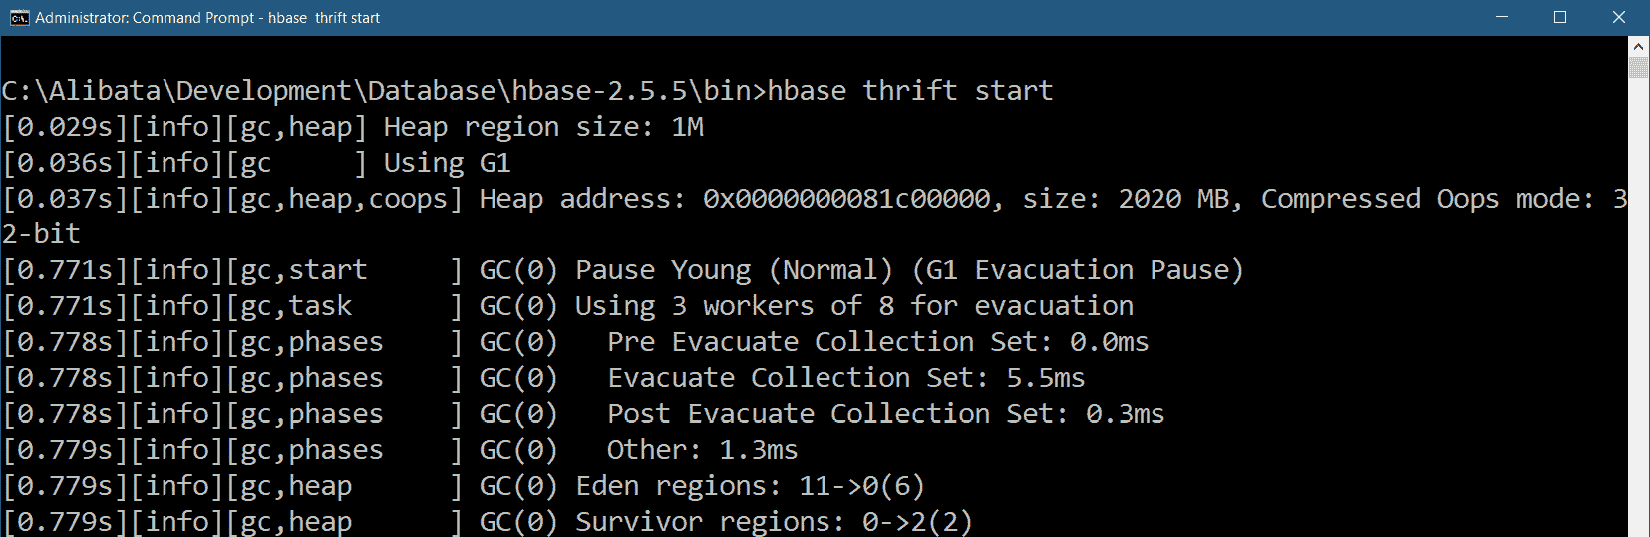 Administrator: Command Prompt - hbase  thrift start
C:\Alibata\Development\Database\hbase-2.5.5\bin>hbase thrift start
[0.029s][info][gc,heap] Heap region size: 1M
[0.036s][info][gc     ] Using G1
[0.037s][info][gc,heap,coops] Heap address: 0x0000000081c00000, size: 2020 MB, Compressed Oops mode: 3
2-bit
[0.771s][info][gc,start     ] GC(0) Pause Young (Normal) (G1 Evacuation Pause)
[0.771s][info][gc,task      ] GC(0) Using 3 workers of 8 for evacuation
[0.778s][info][gc,phases    ] GC(0)   Pre Evacuate Collection Set: 0.0ms
[0.778s][info][gc,phases    ] GC(0)   Evacuate Collection Set: 5.5ms
[0.778s][info][gc,phases    ] GC(0)   Post Evacuate Collection Set: 0.3ms
[0.779s][info][gc,phases    ] GC(0)   Other: 1.3ms
[0.779s][info][gc,heap      ] GC(0) Eden regions: 11->0(6)
[0.779s][info][gc,heap      ] GC(0) Survivor regions: 0->2(2)